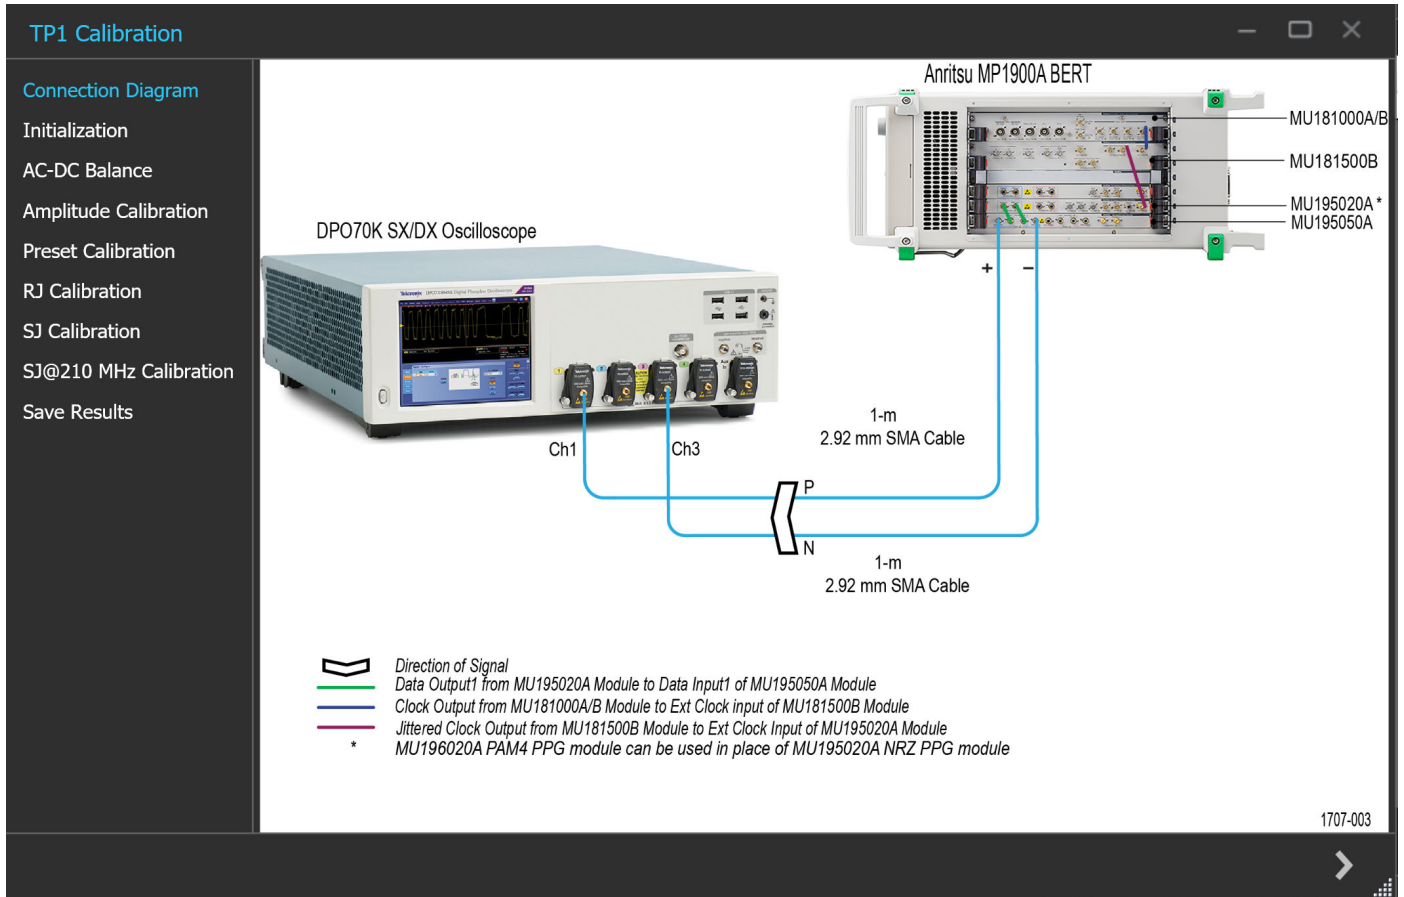 TP1 Calibration
Connection Diagram
Initialization
AC-DC Balance
Amplitude Calibration
Preset Calibration
RJ Calibration
SJ Calibration
SJ@210 MHz Calibration
Save Results
Anritsu MP1900A BERT
MU181000A/B
MU181500B
MU195020A *
MU195050A
+ −
DPO70K SX/DX Oscilloscope
Tektronix
Ch1
Ch3
1-m
2.92 mm SMA Cable
P
N
1-m
2.92 mm SMA Cable
Direction of Signal
Data Output1 from MU195020A Module to Data Input1 of MU195050A Module
Clock Output from MU181000A/B Module to Ext Clock input of MU181500B Module
Jittered Clock Output from MU181500B Module to Ext Clock Input of MU195020A Module
* MU196020A PAM4 PPG module can be used in place of MU195020A NRZ PPG module
1707-003